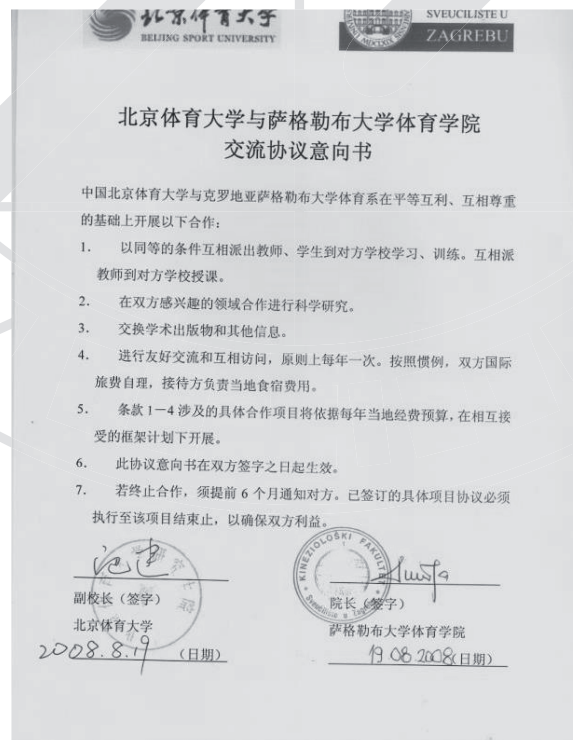 北京体育大学
BEIJING SPORT UNIVERSITY
SVEUČILIŠTE U
ZAGREBU
北京体育大学与萨格勒布大学体育学院
交流协议意向书
中国北京体育大学与克罗地亚萨格勒布大学体育系在平等互利、互相尊重
的基础上开展以下合作：
1. 以同等的条件互相派出教师、学生到对方学校学习、训练。互相派
教师到对方学校授课。
2. 在双方感兴趣的领域合作进行科学研究。
3. 交换学术出版物和其他信息。
4. 进行友好交流和互相访问，原则上每年一次。按照惯例，双方国际
旅费自理，接待方负责当地食宿费用。
5. 条款 1－4 涉及的具体合作项目将依据每年当地经费预算，在相互接
受的框架计划下开展。
6. 此协议意向书在双方签字之日起生效。
7. 若终止合作，须提前 6 个月通知对方。已签订的具体项目协议必须
执行至该项目结束止，以确保双方利益。
KINEZIOLOŠKI FAKULTET
副校长（签字）
院长（签字）
北京体育大学
萨格勒布大学体育学院
2008.8.19（日期）
19 08 2008（日期）